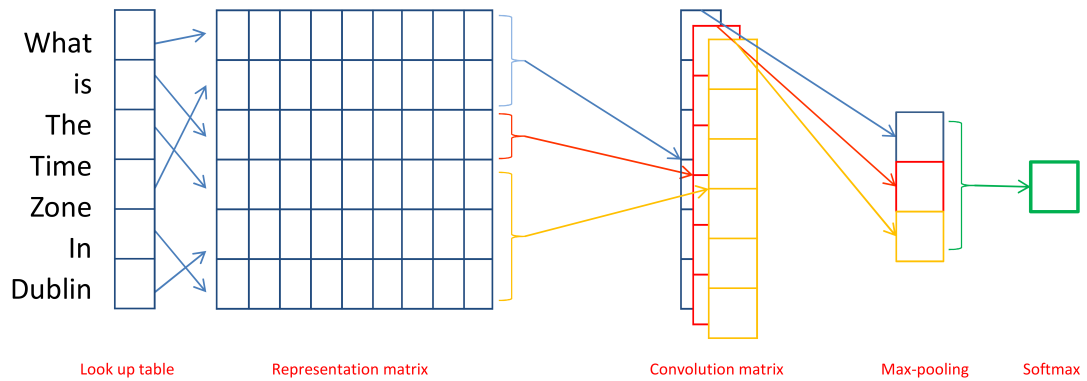 What
is
The
Time
Zone
In
Dublin
Look up table
Representation matrix
Convolution matrix
Max-pooling
Softmax